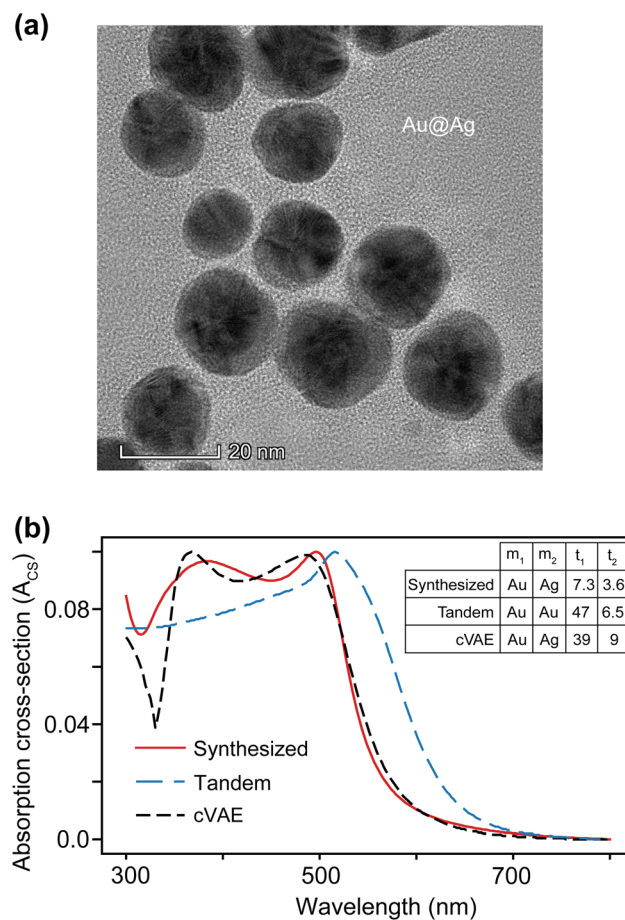 (a)
Au@Ag
20 nm
(b)
Absorption cross-section (A_CS)
0.08
0.04
0.0
m₁ m₂ t₁ t₂
Synthesized Au Ag 7.3 3.6
Tandem Au Au 47 6.5
cVAE Au Ag 39 9
Synthesized
Tandem
cVAE
300 500 700
Wavelength (nm)